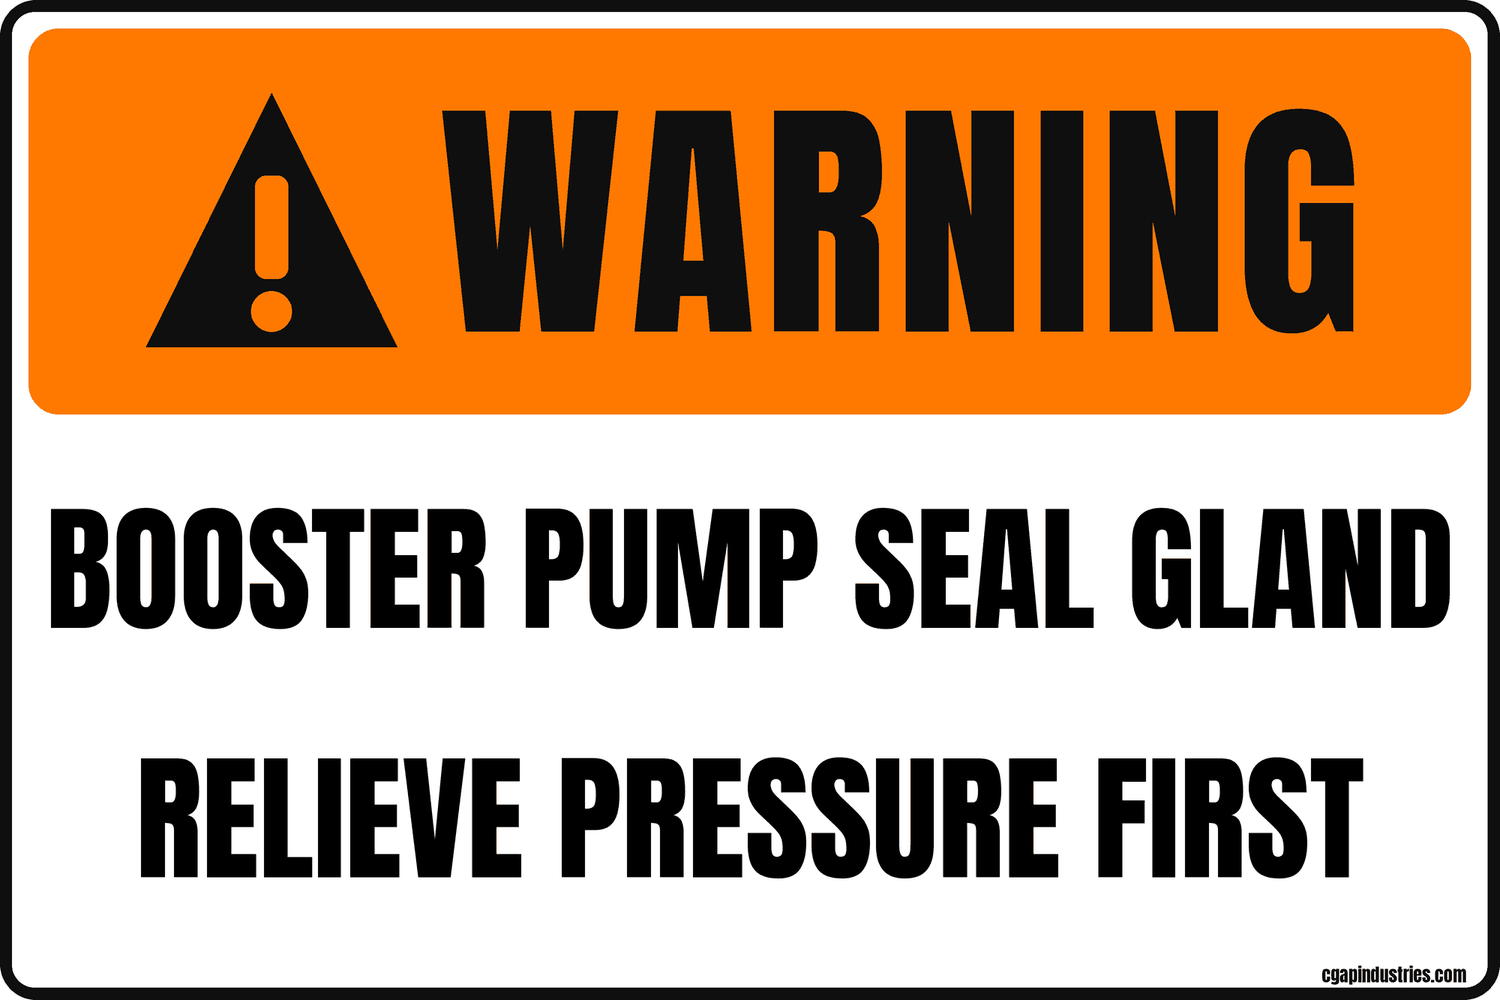 WARNING
BOOSTER PUMP SEAL GLAND
RELIEVE PRESSURE FIRST
cgapindustries.com